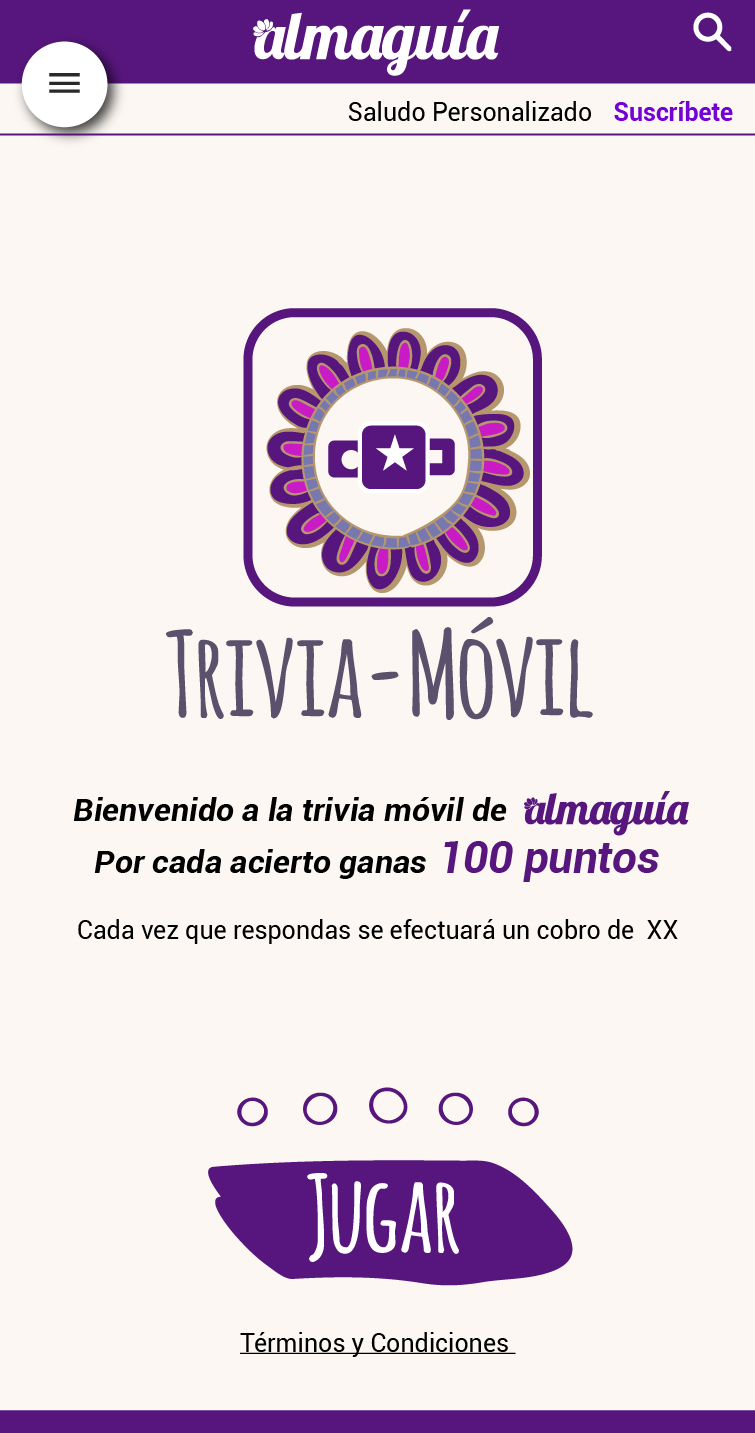 almaguía
Saludo Personalizado Suscríbete
Trivia-Móvil
Bienvenido a la trivia móvil de almaguía
Por cada acierto ganas 100 puntos
Cada vez que respondas se efectuará un cobro de XX
Jugar
Términos y Condiciones